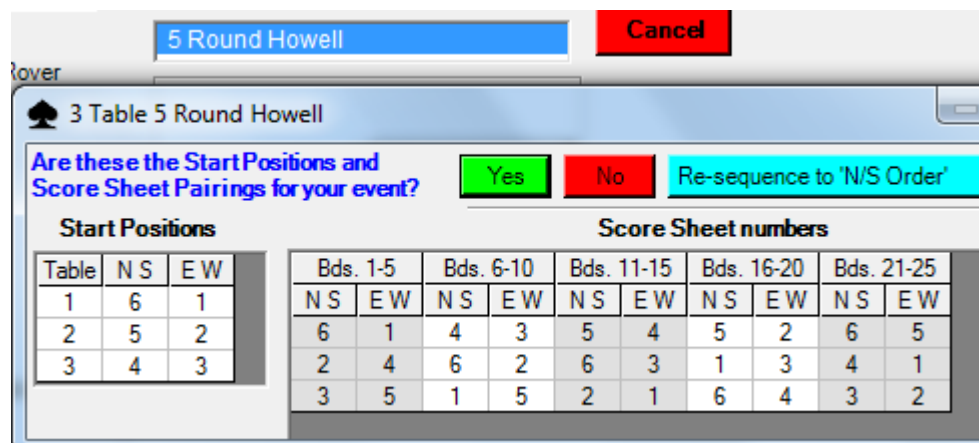 5 Round Howell
Cancel
Rover
3 Table 5 Round Howell
Are these the Start Positions and
Score Sheet Pairings for your event?
Yes
No
Re-sequence to 'N/S Order'
Start Positions
Table N S E W
1 6 1
2 5 2
3 4 3
Score Sheet numbers
Bds. 1-5 Bds. 6-10 Bds. 11-15 Bds. 16-20 Bds. 21-25
N S E W N S E W N S E W N S E W N S E W
6 1 4 3 5 4 5 2 6 5
2 4 6 2 6 3 1 3 4 1
3 5 1 5 2 1 6 4 3 2